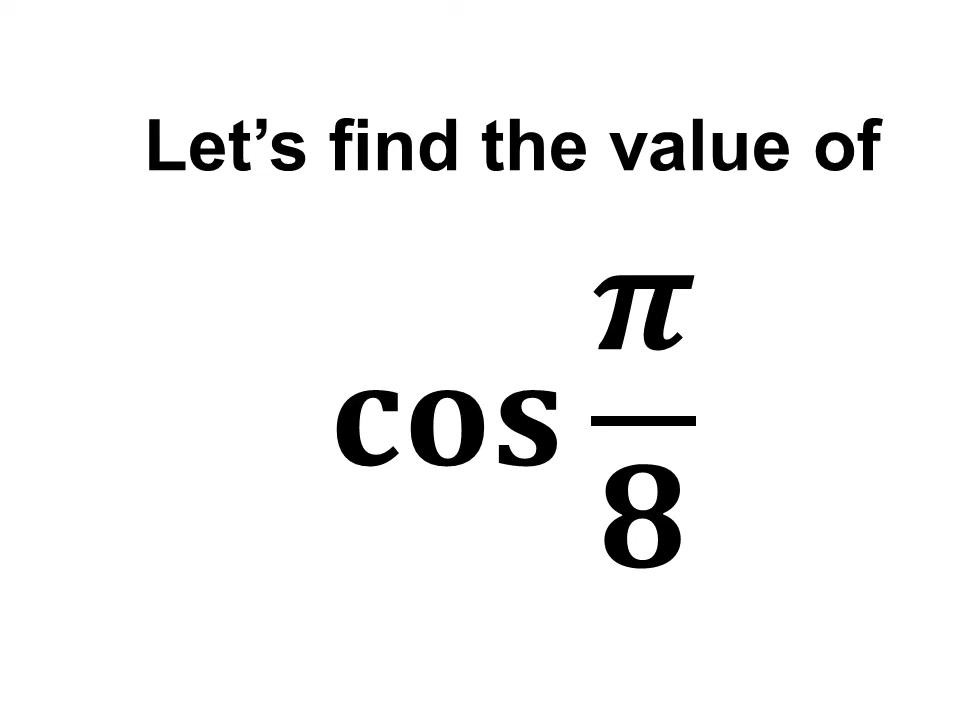 Let’s find the value of
cos π/8